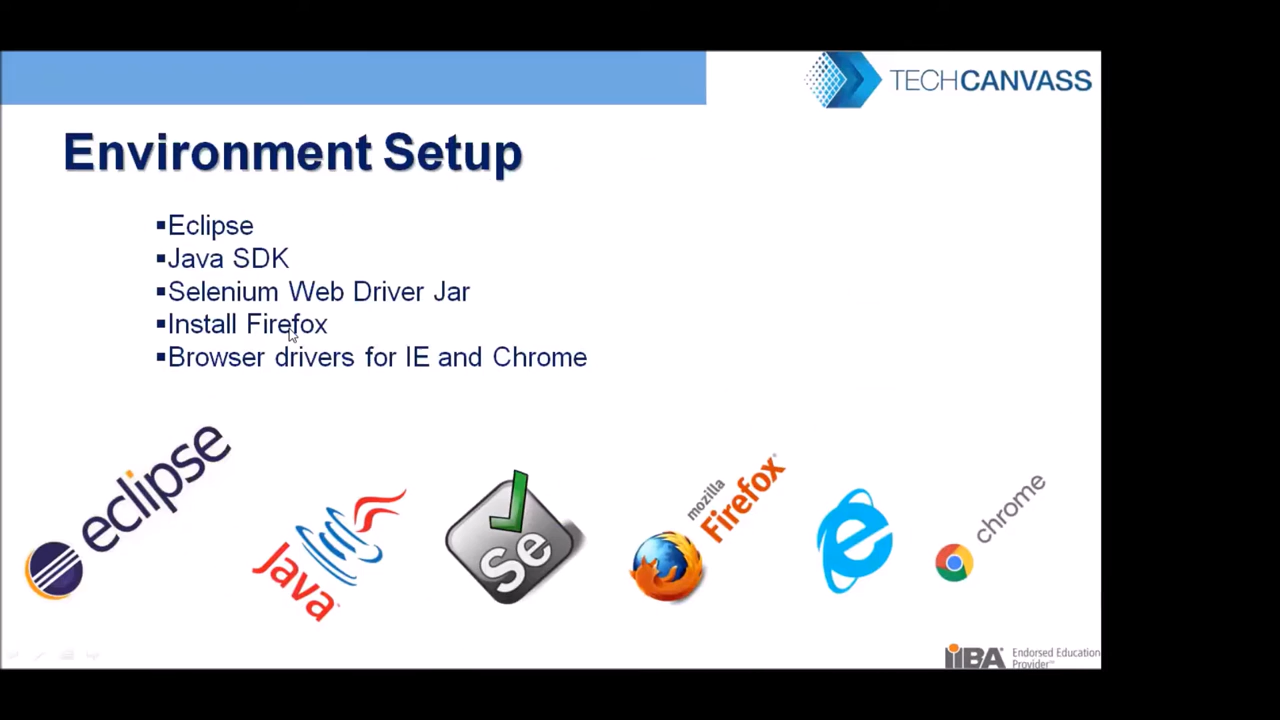 TECHCANVASS
Environment Setup
▪Eclipse
▪Java SDK
▪Selenium Web Driver Jar
▪Install Firefox
▪Browser drivers for IE and Chrome
eclipse
Java
Se
mozilla
Firefox
chrome
iiBA Endorsed Education
Provider™